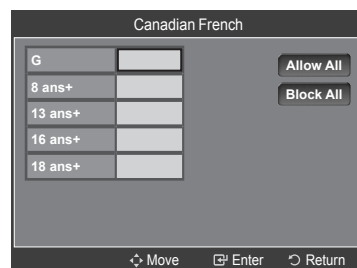 Canadian French
G
8 ans+
13 ans+
16 ans+
18 ans+
Allow All
Block All
Move Enter Return